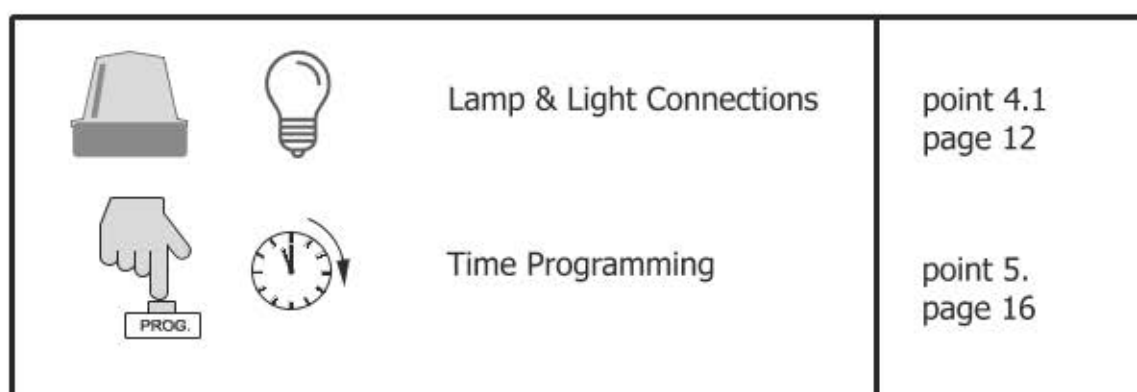 Lamp & Light Connections
point 4.1
page 12
PROG.
Time Programming
point 5.
page 16